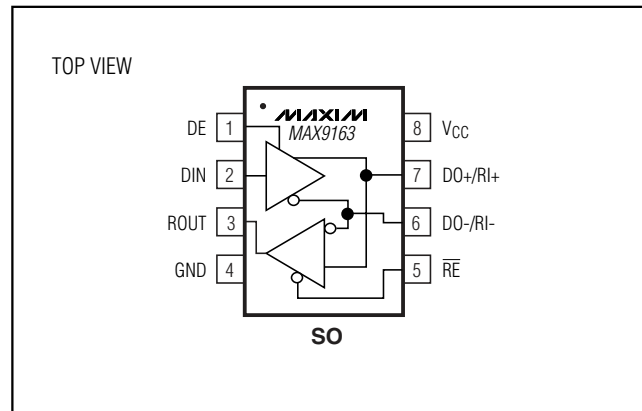 TOP VIEW
MAXIM
MAX9163
DE 1
DIN 2
ROUT 3
GND 4
8 VCC
7 DO+/RI+
6 DO-/RI-
5 R̅E̅
SO